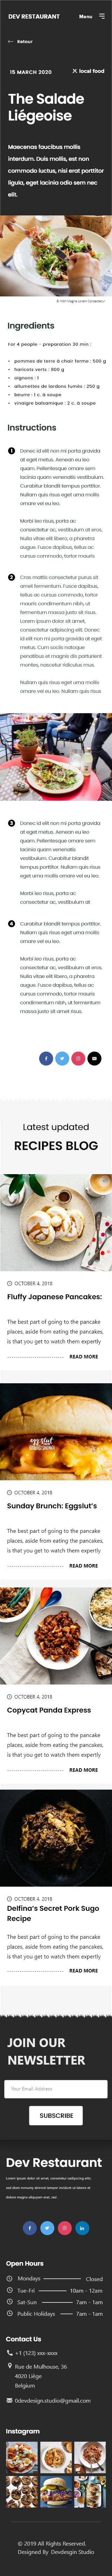 DEV RESTAURANT
Menu
← Retour
15 MARCH 2020
✕ local food
The Salade
Liégeoise
Maecenas faucibus mollis
interdum. Duis mollis, est non
commodo luctus, nisi erat porttitor
ligula, eget lacinia odio sem nec
elit.
Ingredients
For 4 people - preparation 30 min :
• pommes de terre à chair ferme : 500 g
• haricots verts : 800 g
• oignons : 1
• allumettes de lardons fumés : 250 g
• beurre : 1 c. à soupe
• vinaigre balsamique : 2 c. à soupe
Instructions
1
Donec id elit non mi porta gravida
at eget metus. Aenean eu leo
quam. Pellentesque ornare sem
lacinia quam venenatis vestibulum.
Curabitur blandit tempus porttitor.
Nullam quis risus eget urna mollis
ornare vel eu leo.
Morbi leo risus, porta ac
consectetur ac, vestibulum at eros.
Nulla vitae elit libero, a pharetra
augue. Fusce dapibus, tellus ac
cursus commodo, tortor mauris
2
Cras mattis consectetur purus sit
amet fermentum. Fusce dapibus,
tellus ac cursus commodo, tortor
mauris condimentum nibh, ut
fermentum massa justo sit amet risus.
Lorem ipsum dolor sit amet,
consectetur adipiscing elit. Donec
id elit non mi porta gravida at eget
metus. Cum sociis natoque
penatibus et magnis dis parturient
montes, nascetur ridiculus mus.
Nullam quis risus eget urna mollis
ornare vel eu leo. Nullam quis risus
3
Donec id elit non mi porta gravida
at eget metus. Aenean eu leo
quam. Pellentesque ornare sem
lacinia quam venenatis
vestibulum. Curabitur blandit
tempus porttitor. Nullam quis risus
eget urna mollis ornare vel eu leo.
Morbi leo risus, porta ac
consectetur ac, vestibulum at
4
Curabitur blandit tempus porttitor.
Nullam quis risus eget urna mollis
ornare vel eu leo.
Morbi leo risus, porta ac
consectetur ac, vestibulum at eros.
Nulla vitae elit libero, a pharetra
augue. Fusce dapibus, tellus ac
cursus commodo, tortor mauris
condimentum nibh, ut fermentum
massa justo sit amet risus.
Latest updated
RECIPES BLOG
OCTOBER 4, 2018
Fluffy Japanese Pancakes:
The best part of going to the pancake
places, aside from eating the pancakes,
is that you get to watch them expertly
READ MORE
eggslut
OCTOBER 4, 2018
Sunday Brunch: Eggslut's
The best part of going to the pancake
places, aside from eating the pancakes,
is that you get to watch them expertly
READ MORE
OCTOBER 4, 2018
Copycat Panda Express
The best part of going to the pancake
places, aside from eating the pancakes,
is that you get to watch them expertly
READ MORE
OCTOBER 4, 2018
Delfina's Secret Pork Sugo
Recipe
The best part of going to the pancake
places, aside from eating the pancakes,
is that you get to watch them expertly
READ MORE
JOIN OUR
NEWSLETTER
Your Email Address
SUBSCRIBE
Dev Restaurant
Lorem ipsum dolor sit amet, consetetur sadipscing elitr,
sed diam nonumy eirmod tempor invidunt ut labore et
dolore magna aliquyam erat, sed.
Open Hours
Mondays Closed
Tue-Fri 10am - 12am
Sat-Sun 7am - 1am
Public Holidays 7am - 1am
Contact Us
+1 (123) xxx-xxxx
Rue de Mulhouse, 36
4020 Liège
Belgium
0devdesign.studio@gmail.com
Instagram
© 2019 All Rights Reserved.
Designed By Devdesgin Studio